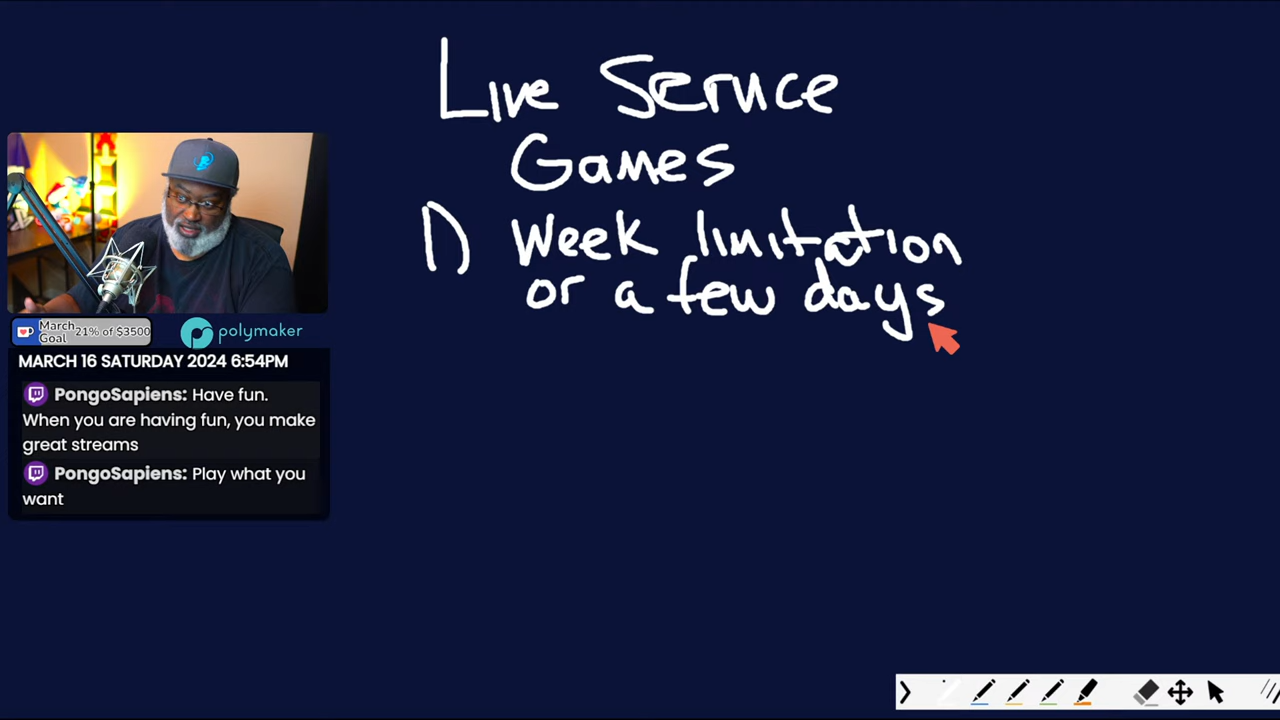 Live Service
Games
1) Week limitation
or a few days
March
Goal
21% of $3500
polymaker
MARCH 16 SATURDAY 2024 6:54PM
PongoSapiens: Have fun.
When you are having fun, you make
great streams
PongoSapiens: Play what you
want